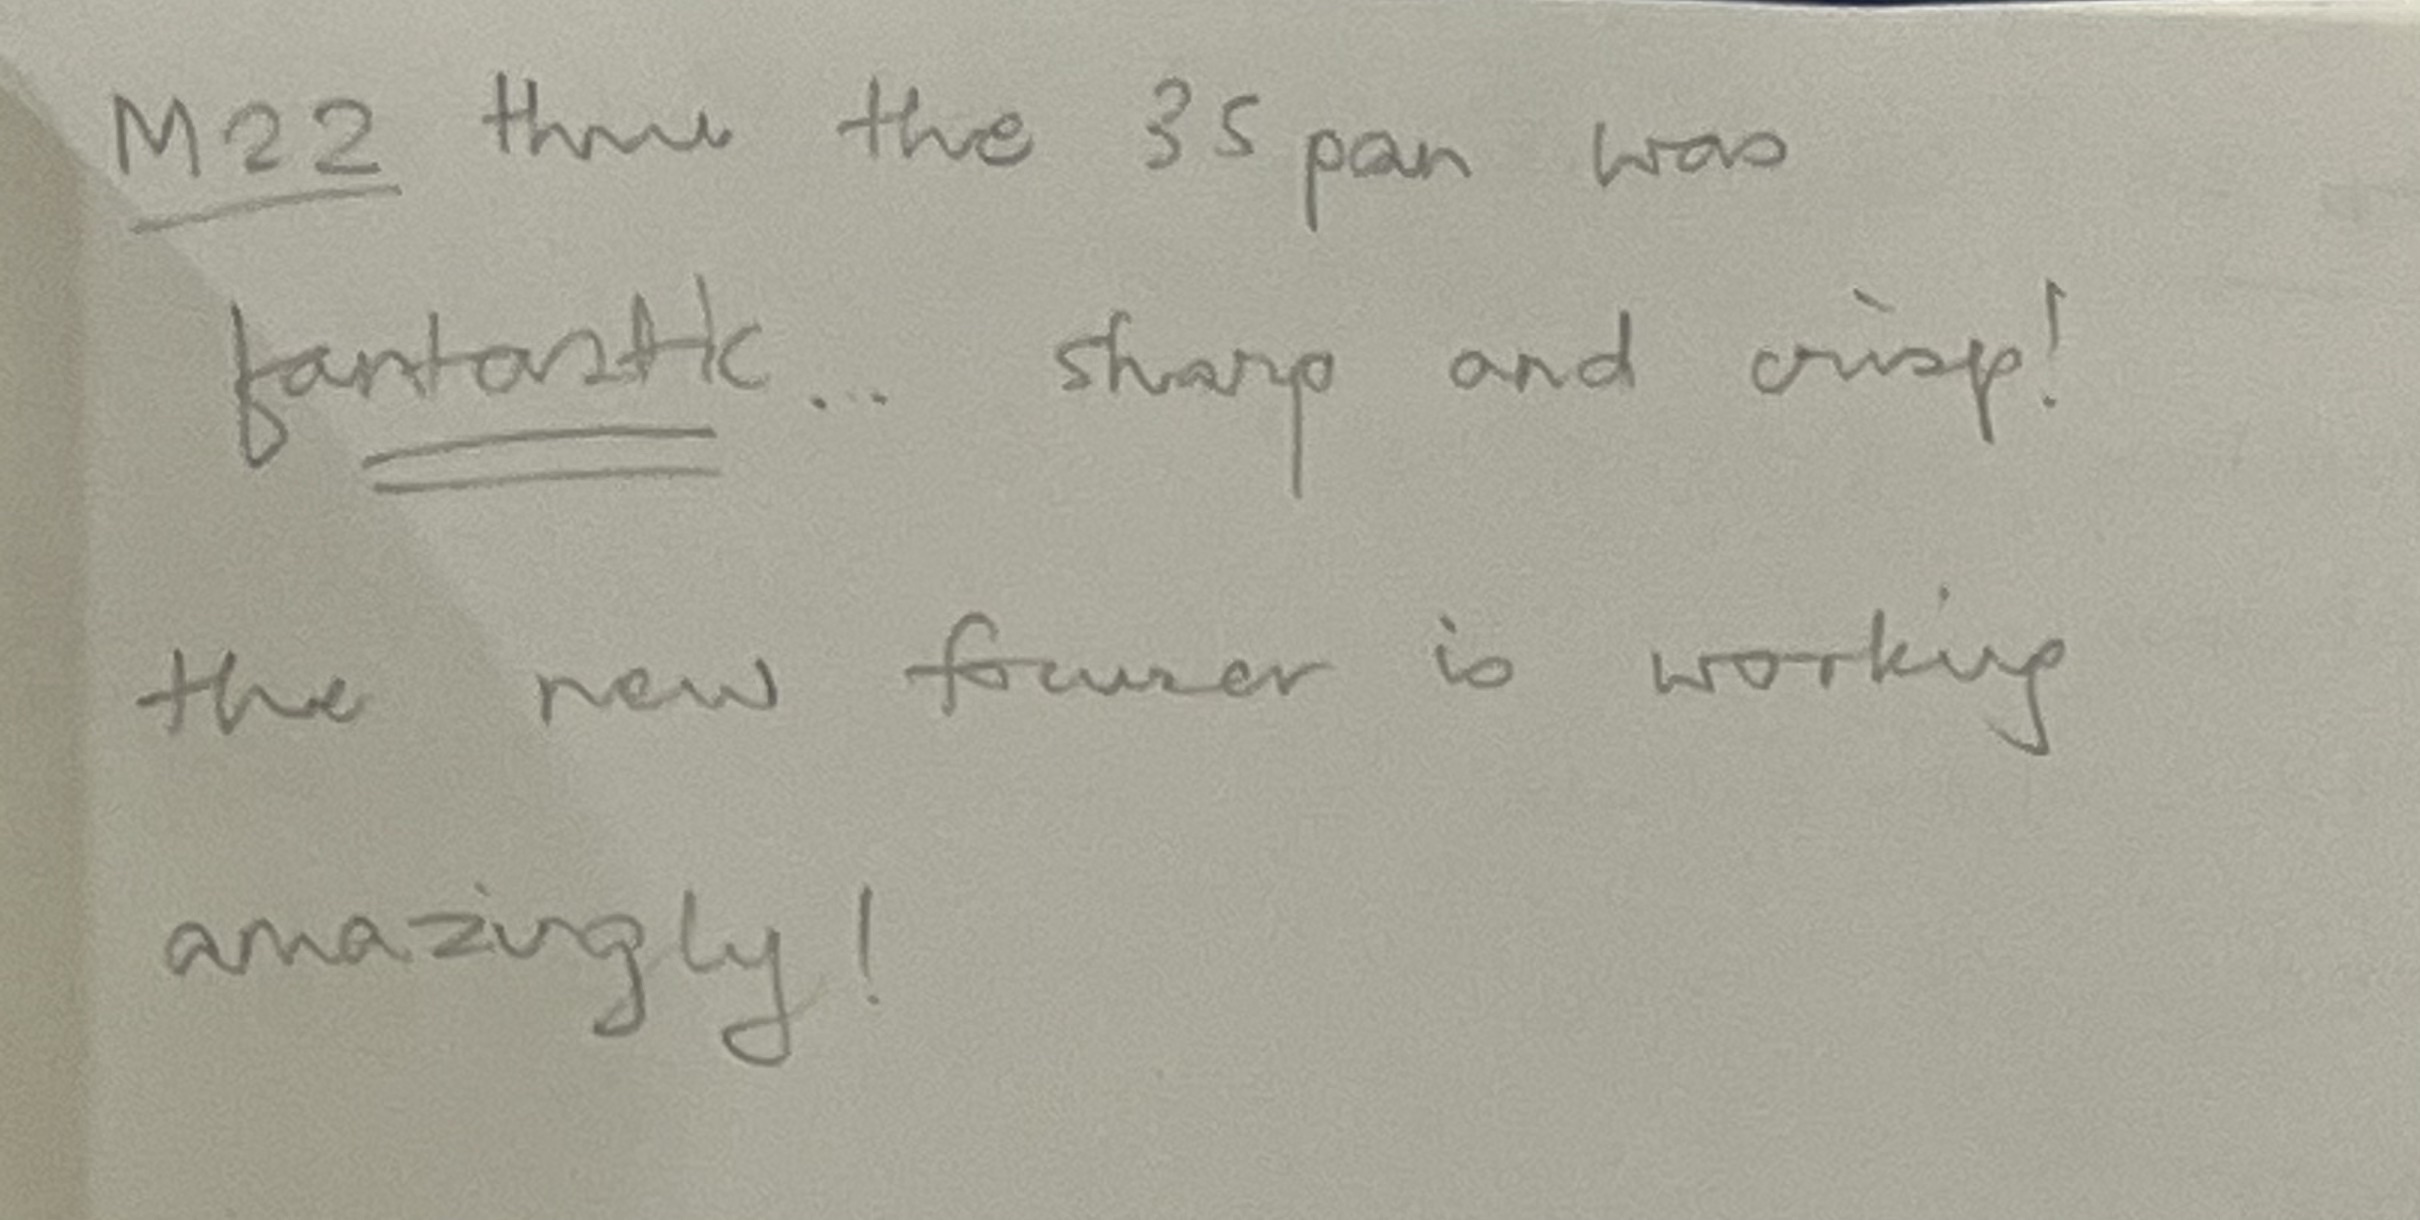 M22 thru the 35 pan was
fantastic... sharp and crisp!
the new focuser is working
amazingly!